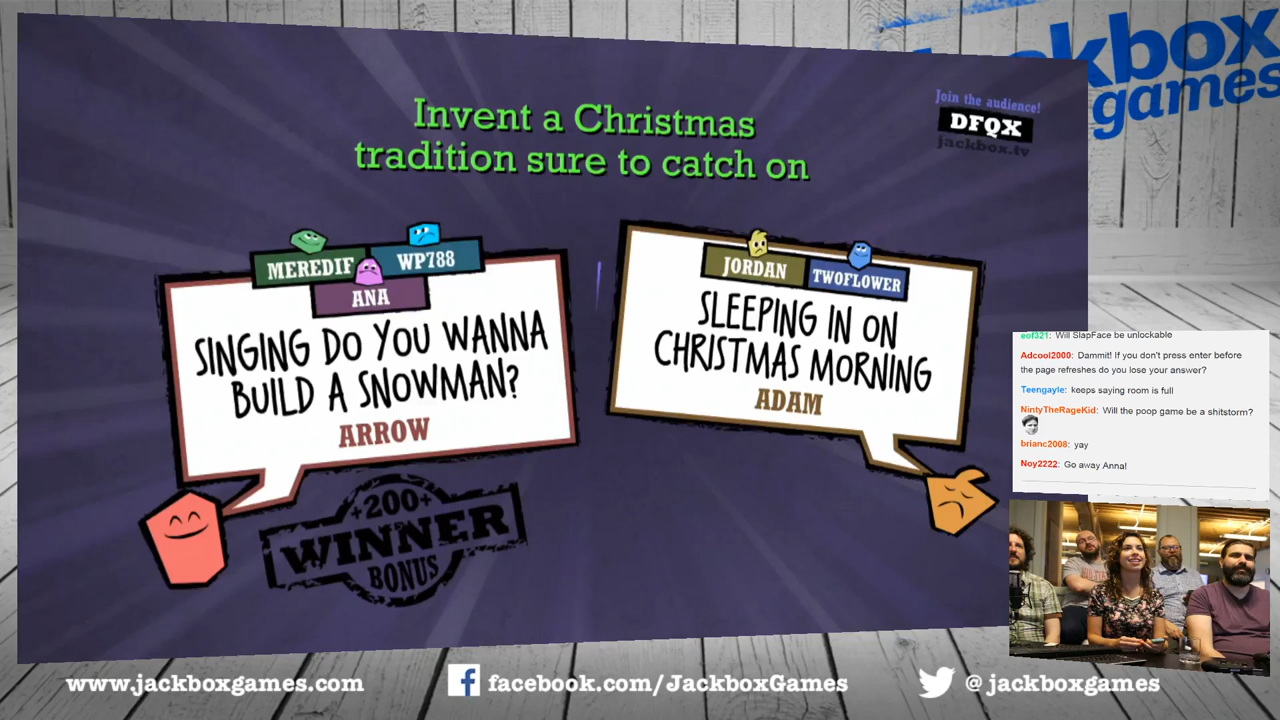 jackbox
games
Join the audience!
DFQX
jackbox.tv
Invent a Christmas
tradition sure to catch on
MEREDIF
WP788
ANA
SINGING DO YOU WANNA
BUILD A SNOWMAN?
ARROW
JORDAN
TWOFLOWER
SLEEPING IN ON
CHRISTMAS MORNING
ADAM
+200+
WINNER
BONUS
eof321: Will SlapFace be unlockable
Adcool2000: Dammit! If you don't press enter before
the page refreshes do you lose your answer?
Teengayle: keeps saying room is full
NintyTheRageKid: Will the poop game be a shitstorm?
brianc2008: yay
Noy2222: Go away Anna!
www.jackboxgames.com
facebook.com/JackboxGames
@jackboxgames